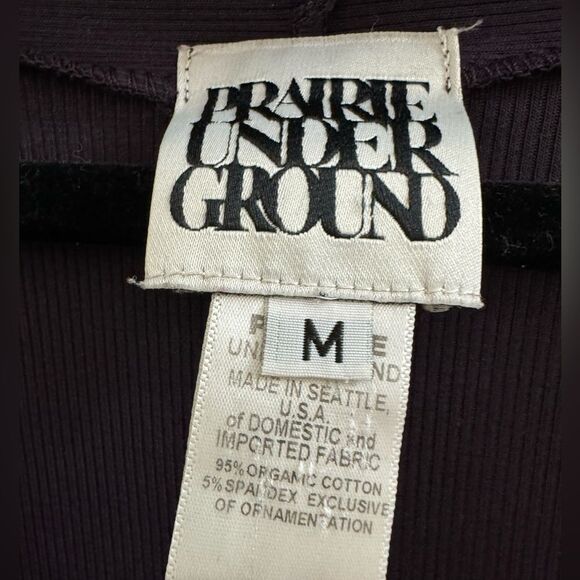 PRAIRIE
UNDER
GROUND
M
MADE IN SEATTLE,
U.S.A.
of DOMESTIC and
IMPORTED FABRIC
95% ORGANIC COTTON
5% SPANDEX EXCLUSIVE
OF ORNAMENTATION